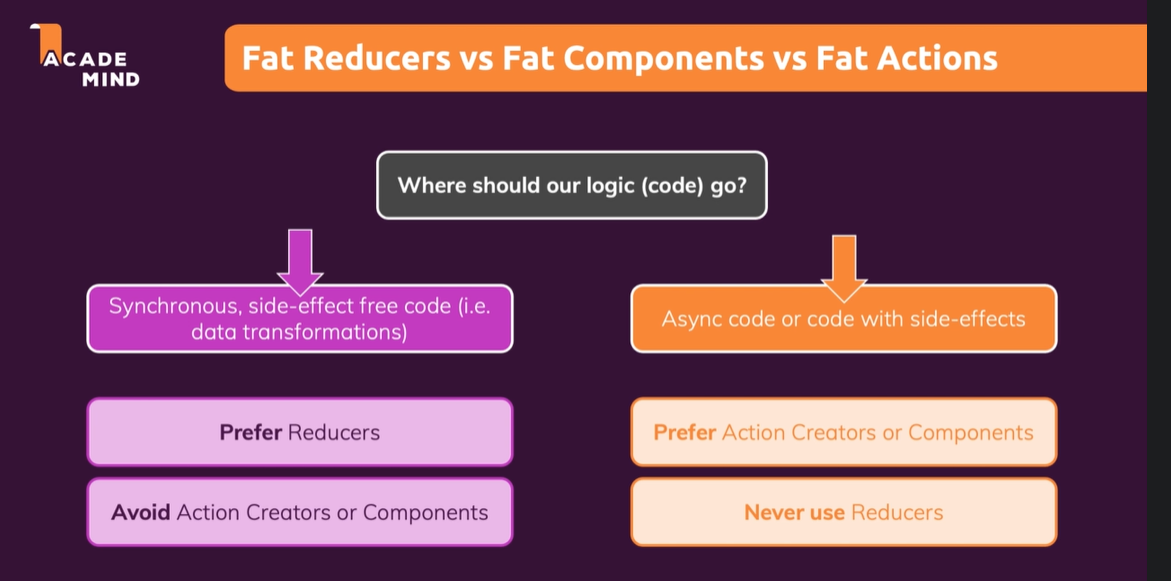 ACADE
MIND
Fat Reducers vs Fat Components vs Fat Actions
Where should our logic (code) go?
Synchronous, side-effect free code (i.e.
data transformations)
Async code or code with side-effects
Prefer Reducers
Prefer Action Creators or Components
Avoid Action Creators or Components
Never use Reducers